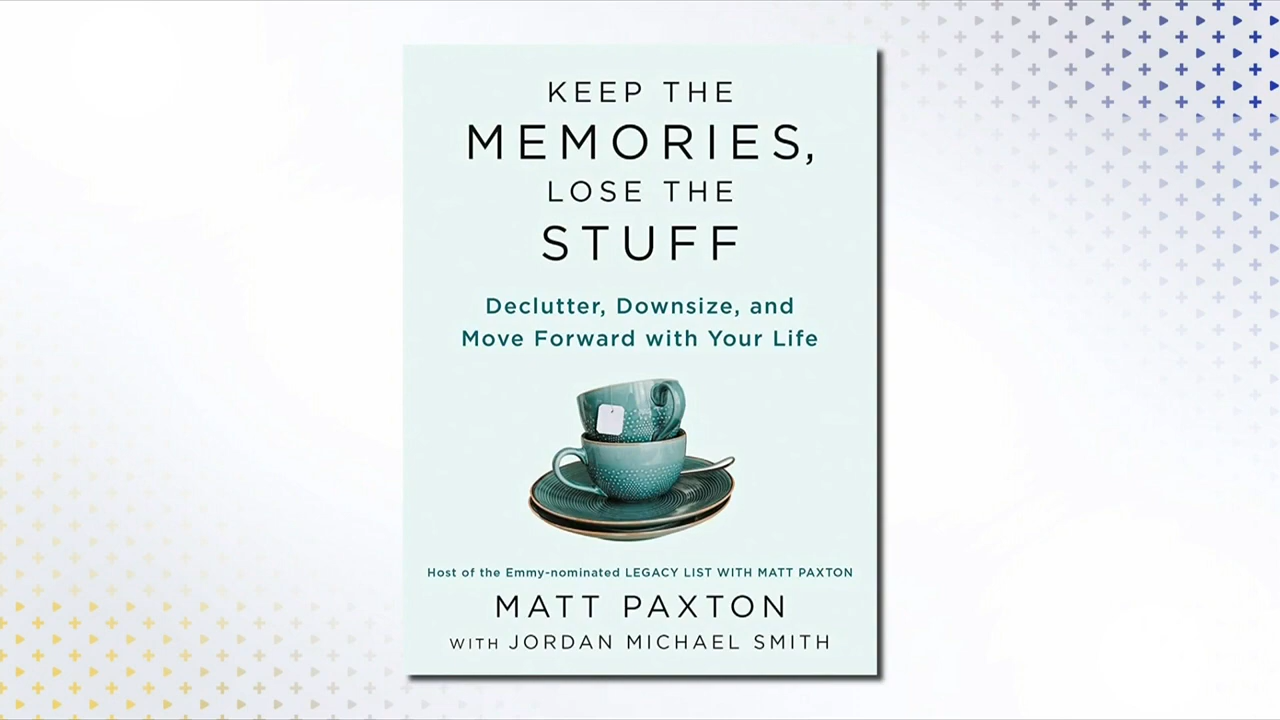 KEEP THE
MEMORIES,
LOSE THE
STUFF
Declutter, Downsize, and
Move Forward with Your Life
Host of the Emmy-nominated LEGACY LIST WITH MATT PAXTON
MATT PAXTON
WITH JORDAN MICHAEL SMITH